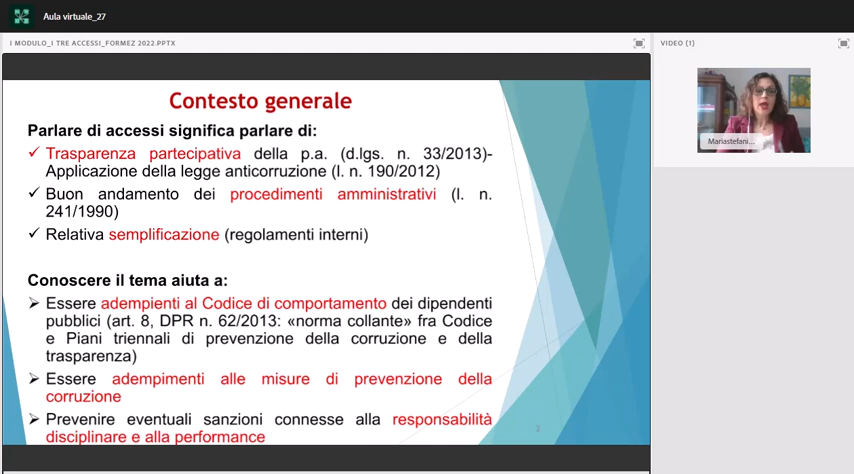 Aula virtuale_27
I MODULO_I TRE ACCESSI_FORMEZ 2022.PPTX
VIDEO (1)
Contesto generale
Parlare di accessi significa parlare di:
✓ Trasparenza partecipativa della p.a. (d.lgs. n. 33/2013)-
Applicazione della legge anticorruzione (l. n. 190/2012)
✓ Buon andamento dei procedimenti amministrativi (l. n.
241/1990)
✓ Relativa semplificazione (regolamenti interni)
Conoscere il tema aiuta a:
➢ Essere adempienti al Codice di comportamento dei dipendenti
pubblici (art. 8, DPR n. 62/2013: «norma collante» fra Codice
e Piani triennali di prevenzione della corruzione e della
trasparenza)
➢ Essere adempimenti alle misure di prevenzione della
corruzione
➢ Prevenire eventuali sanzioni connesse alla responsabilità
disciplinare e alla performance
2
Mariastefani...